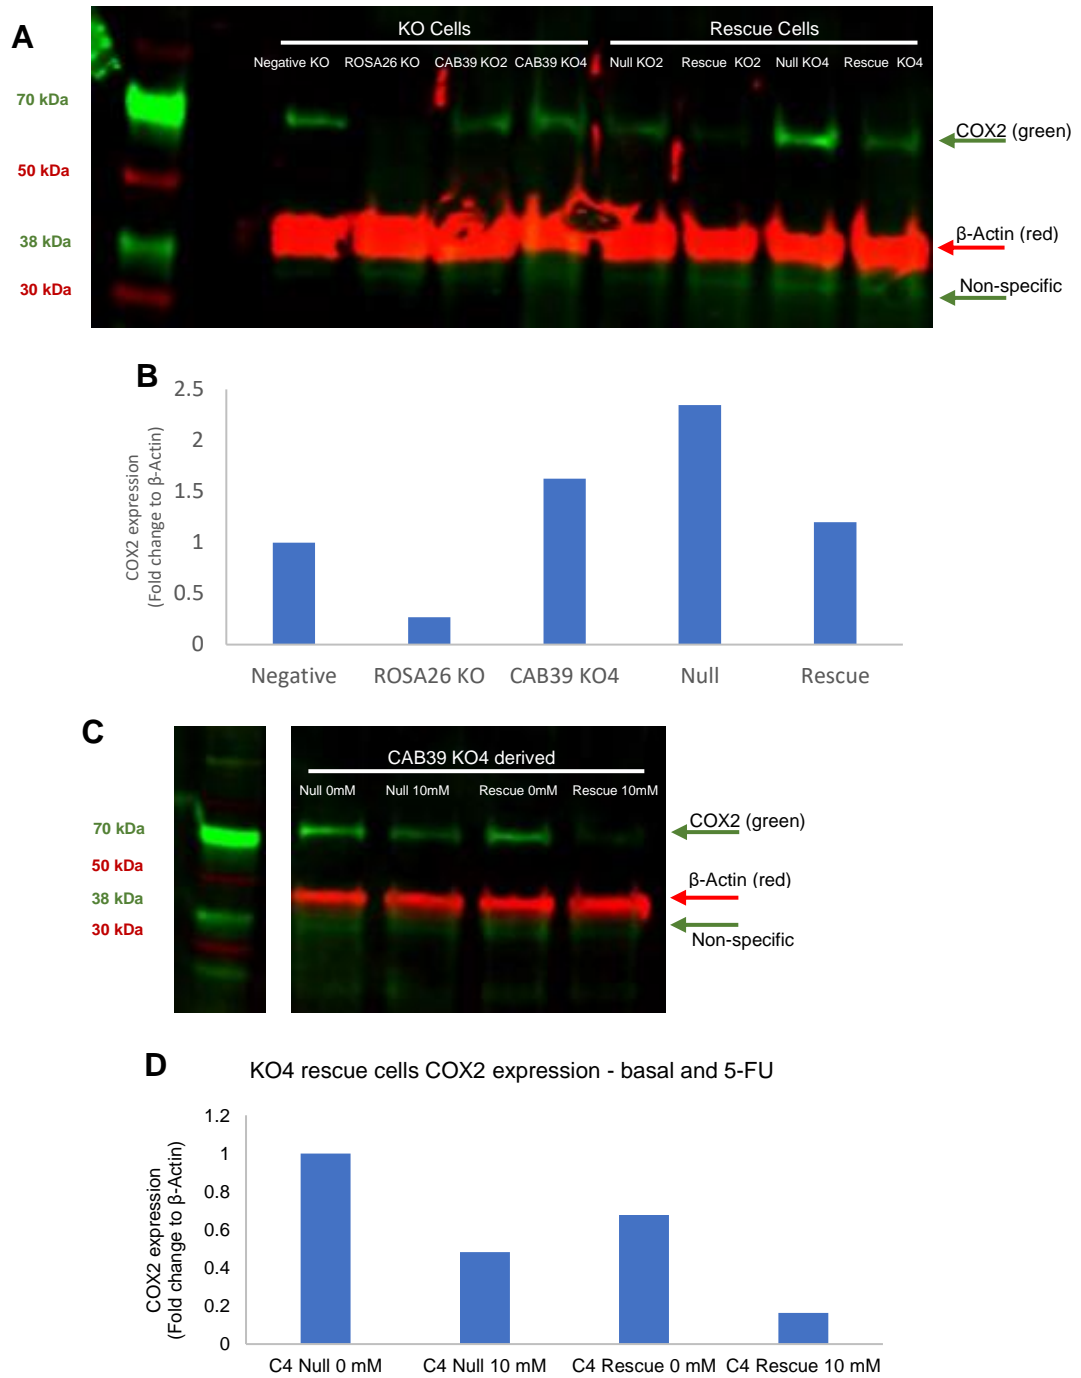 A
KO Cells
Rescue Cells
Negative KO ROSA26 KO CAB39 KO2 CAB39 KO4 Null KO2 Rescue KO2 Null KO4 Rescue KO4
70 kDa
50 kDa
38 kDa
30 kDa
COX2 (green)
β-Actin (red)
Non-specific
B
COX2 expression
(Fold change to β-Actin)
2.5
2
1.5
1
0.5
0
Negative ROSA26 KO CAB39 KO4 Null Rescue
C
CAB39 KO4 derived
Null 0mM Null 10mM Rescue 0mM Rescue 10mM
70 kDa
50 kDa
38 kDa
30 kDa
COX2 (green)
β-Actin (red)
Non-specific
D
KO4 rescue cells COX2 expression - basal and 5-FU
COX2 expression
(Fold change to β-Actin)
1.2
1
0.8
0.6
0.4
0.2
0
C4 Null 0 mM C4 Null 10 mM C4 Rescue 0 mM C4 Rescue 10 mM